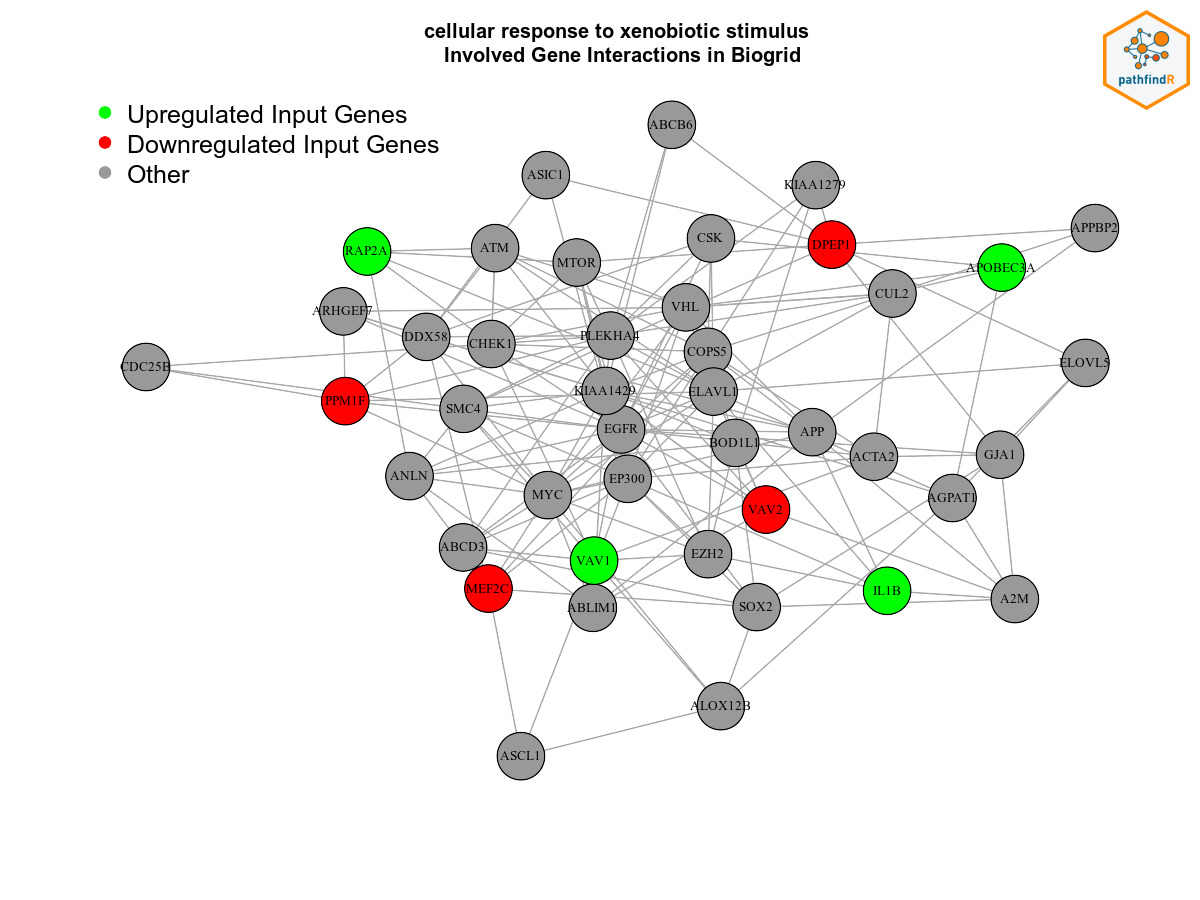 cellular response to xenobiotic stimulus
Involved Gene Interactions in Biogrid
pathfindR
Upregulated Input Genes
Downregulated Input Genes
Other
ABCB6
ASIC1
KIAA1279
APPBP2
CSK
DPEP1
RAP2A
ATM
MTOR
APOBEC3A
CUL2
ARHGEF7
VHL
DDX58
CHEK1
PLEKHA4
COPS5
CDC25B
ELOVL5
KIAA1429
ELAVL1
PPM1F
SMC4
EGFR
APP
BOD1L1
ACTA2
GJA1
ANLN
EP300
MYC
AGPAT1
VAV2
ABCD3
VAV1
EZH2
MEF2C
IL1B
ABLIM1
SOX2
A2M
ALOX12B
ASCL1